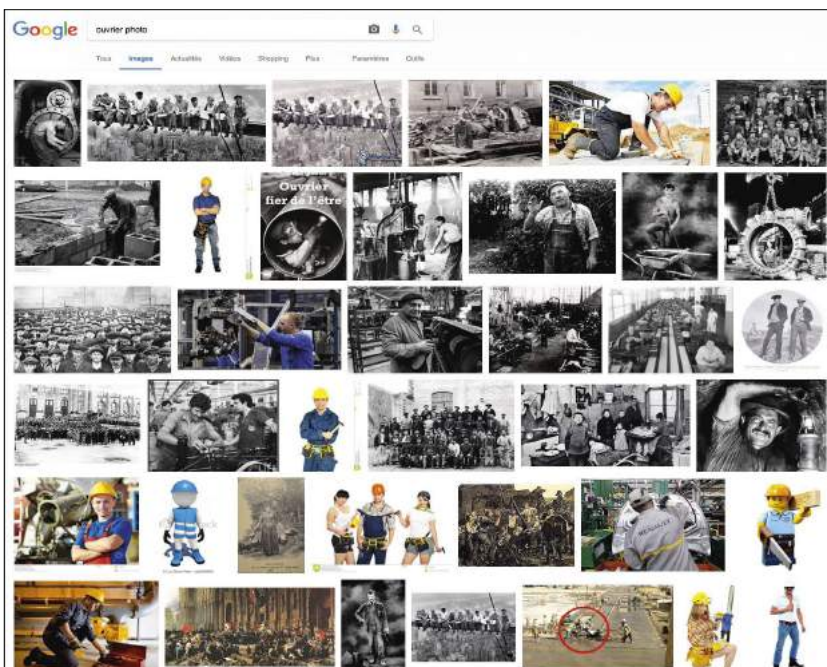 Google
ouvrier photo
Tous Images Actualités Vidéos Shopping Plus Paramètres Outils
Ouvrier
fier de l'être